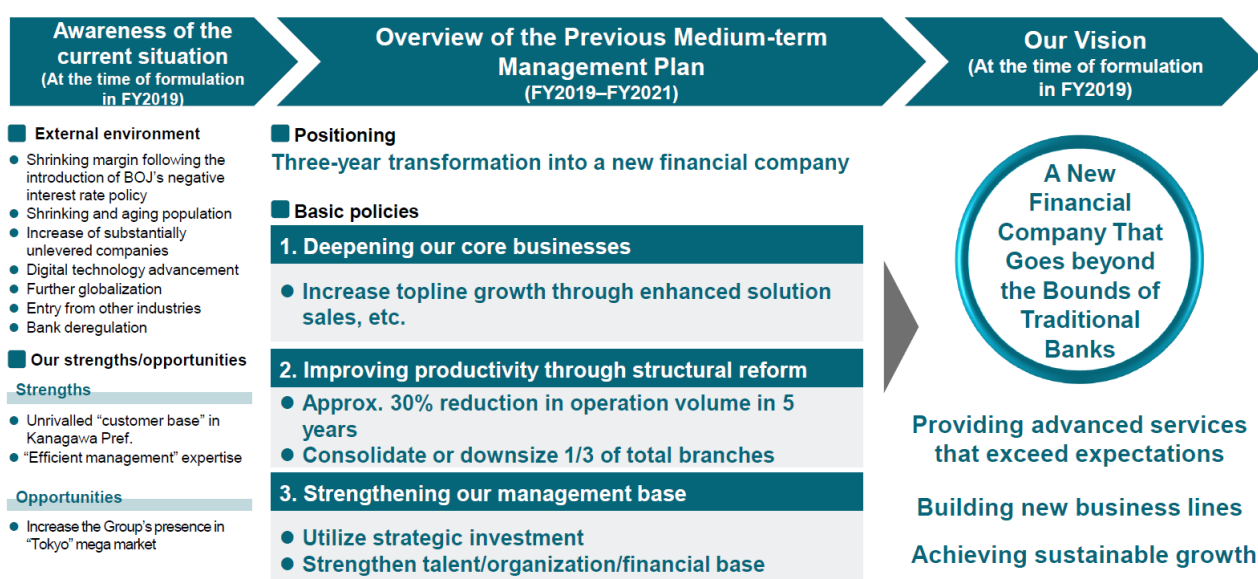 Awareness of the
current situation
(At the time of formulation
in FY2019)
Overview of the Previous Medium-term
Management Plan
(FY2019–FY2021)
Our Vision
(At the time of formulation
in FY2019)
External environment
● Shrinking margin following the
introduction of BOJ's negative
interest rate policy
● Shrinking and aging population
● Increase of substantially
unlevered companies
● Digital technology advancement
● Further globalization
● Entry from other industries
● Bank deregulation
Our strengths/opportunities
Strengths
● Unrivalled “customer base” in
Kanagawa Pref.
● “Efficient management” expertise
Opportunities
● Increase the Group's presence in
“Tokyo” mega market
Positioning
Three-year transformation into a new financial company
Basic policies
1. Deepening our core businesses
● Increase topline growth through enhanced solution
sales, etc.
2. Improving productivity through structural reform
● Approx. 30% reduction in operation volume in 5
years
● Consolidate or downsize 1/3 of total branches
3. Strengthening our management base
● Utilize strategic investment
● Strengthen talent/organization/financial base
A New
Financial
Company That
Goes beyond
the Bounds of
Traditional
Banks
Providing advanced services
that exceed expectations
Building new business lines
Achieving sustainable growth